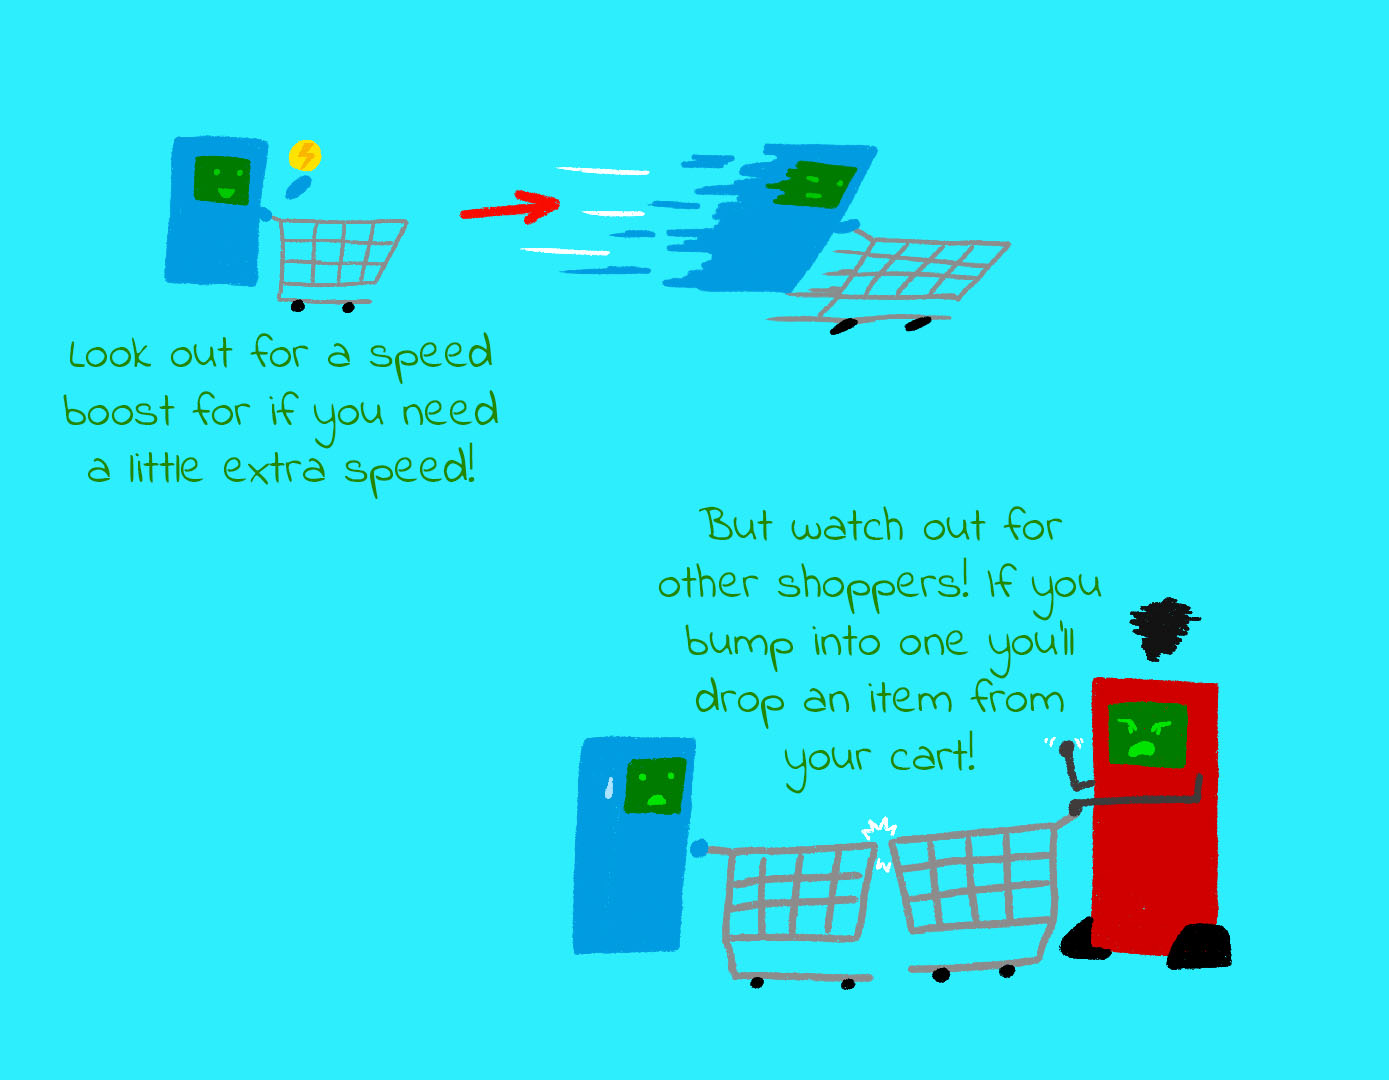 Look out for a speed
boost for if you need
a little extra speed!
But watch out for
other shoppers! If you
bump into one you'll
drop an item from
your cart!